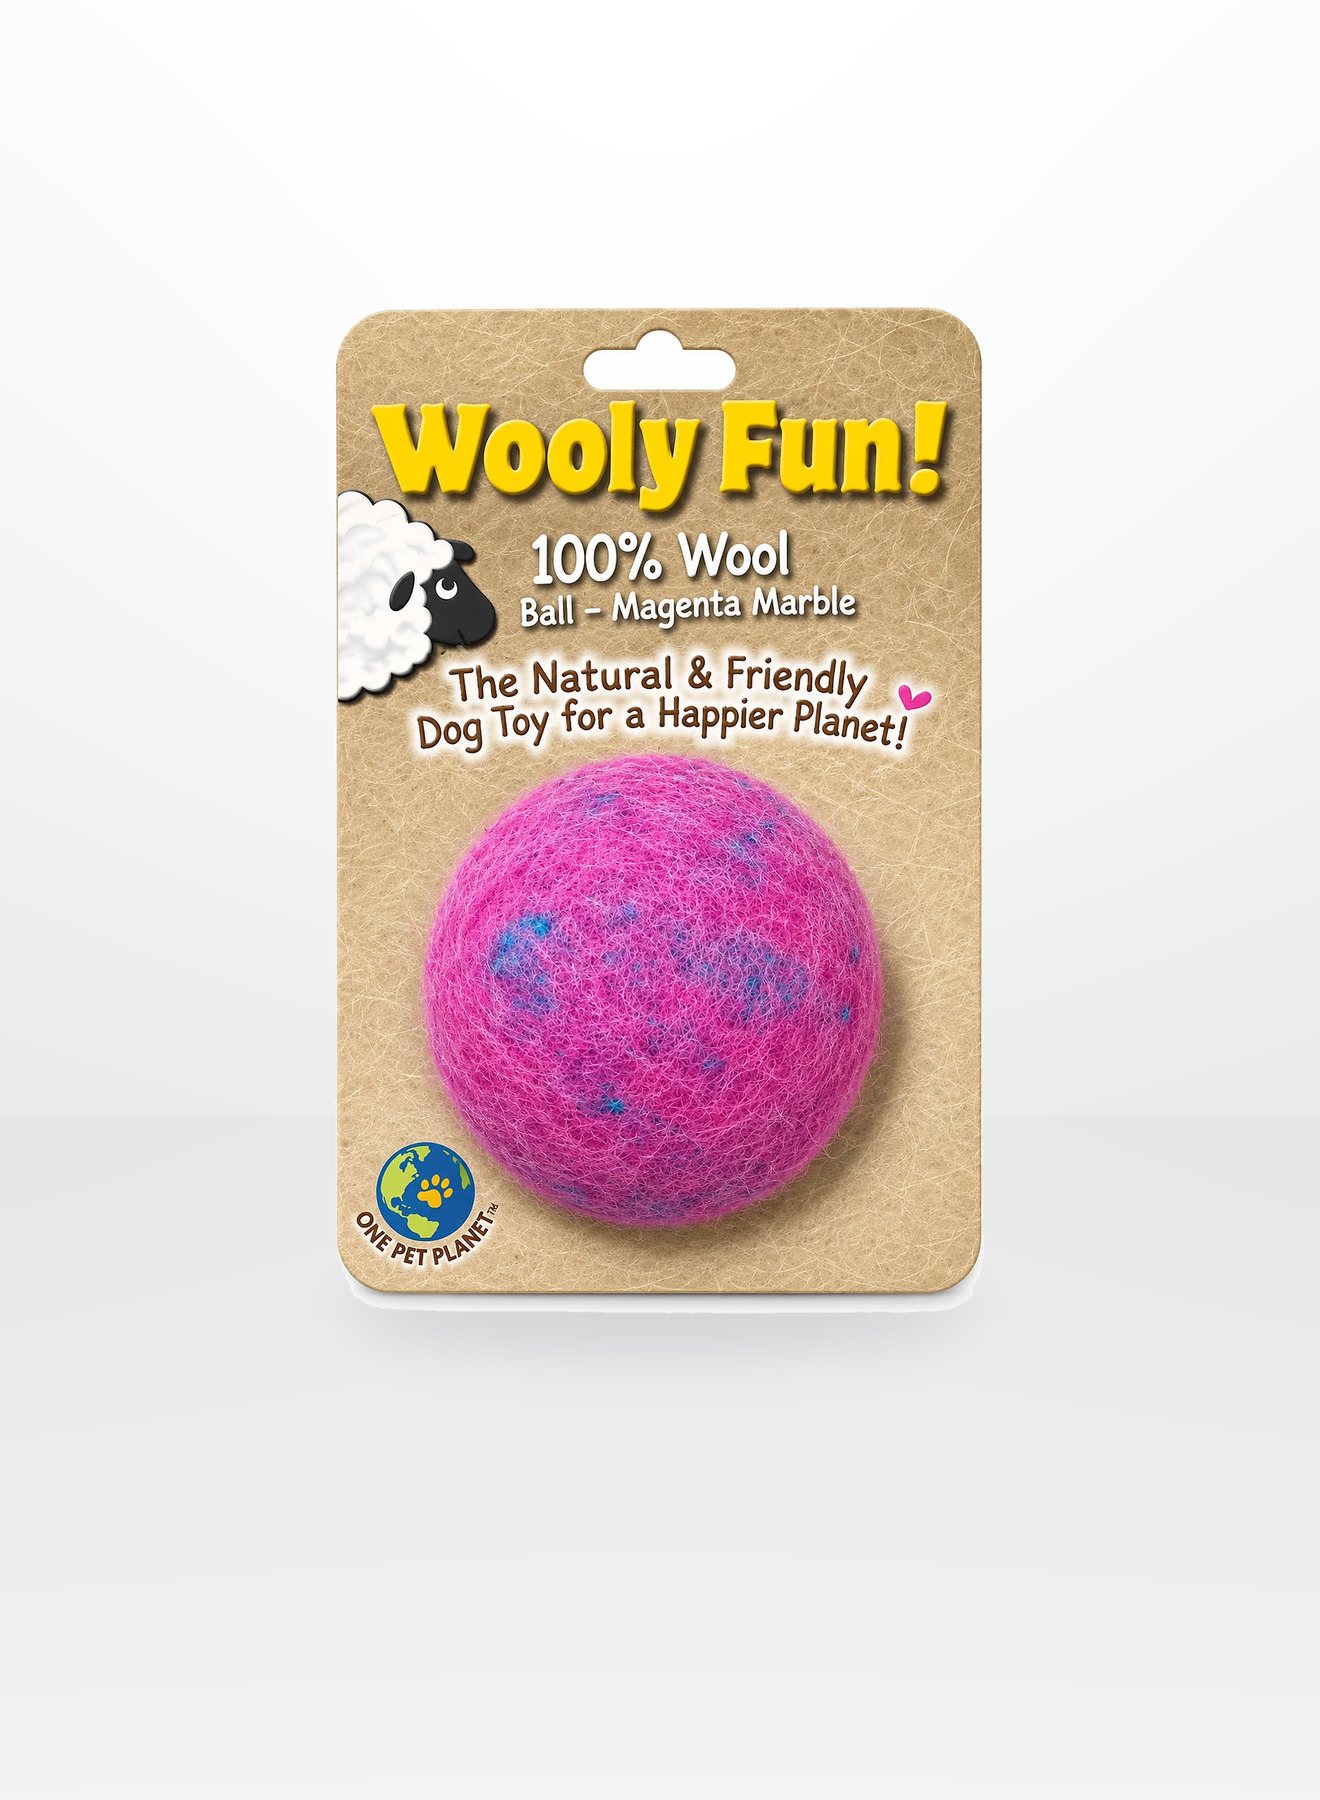 Wooly Fun!
100% Wool
Ball – Magenta Marble
The Natural & Friendly
Dog Toy for a Happier Planet!
ONE PET PLANET™